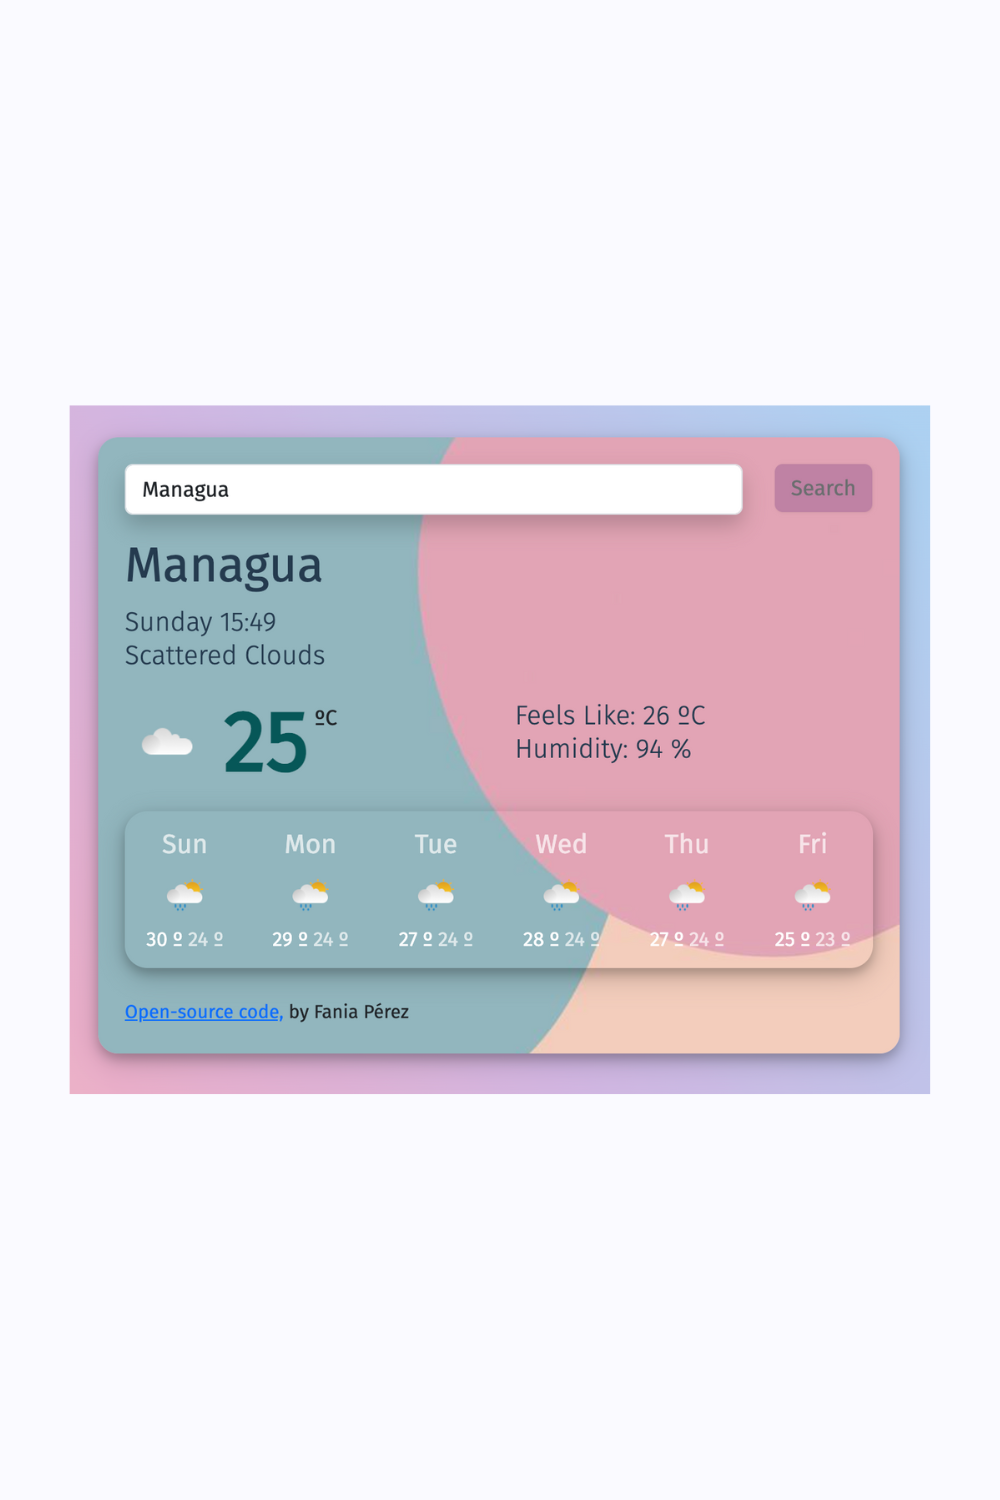 Managua
Search
Managua
Sunday 15:49
Scattered Clouds
25 ºC
Feels Like: 26 ºC
Humidity: 94 %
Sun Mon Tue Wed Thu Fri
30 º 24 º 29 º 24 º 27 º 24 º 28 º 24 º 27 º 24 º 25 º 23 º
Open-source code, by Fania Pérez